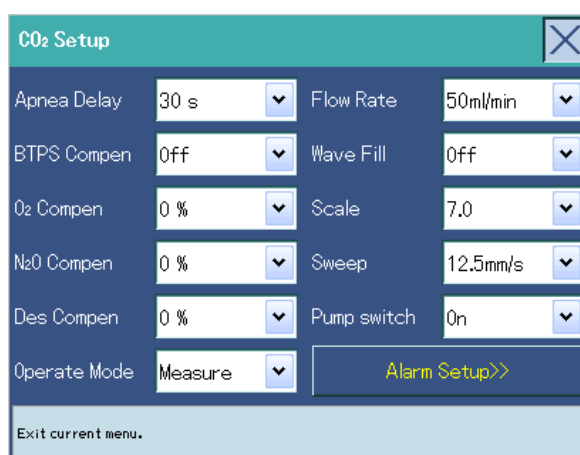 CO₂ Setup
Apnea Delay 30 s Flow Rate 50ml/min
BTPS Compen Off Wave Fill Off
O₂ Compen 0 % Scale 7.0
N₂O Compen 0 % Sweep 12.5mm/s
Des Compen 0 % Pump switch On
Operate Mode Measure Alarm Setup>>
Exit current menu.